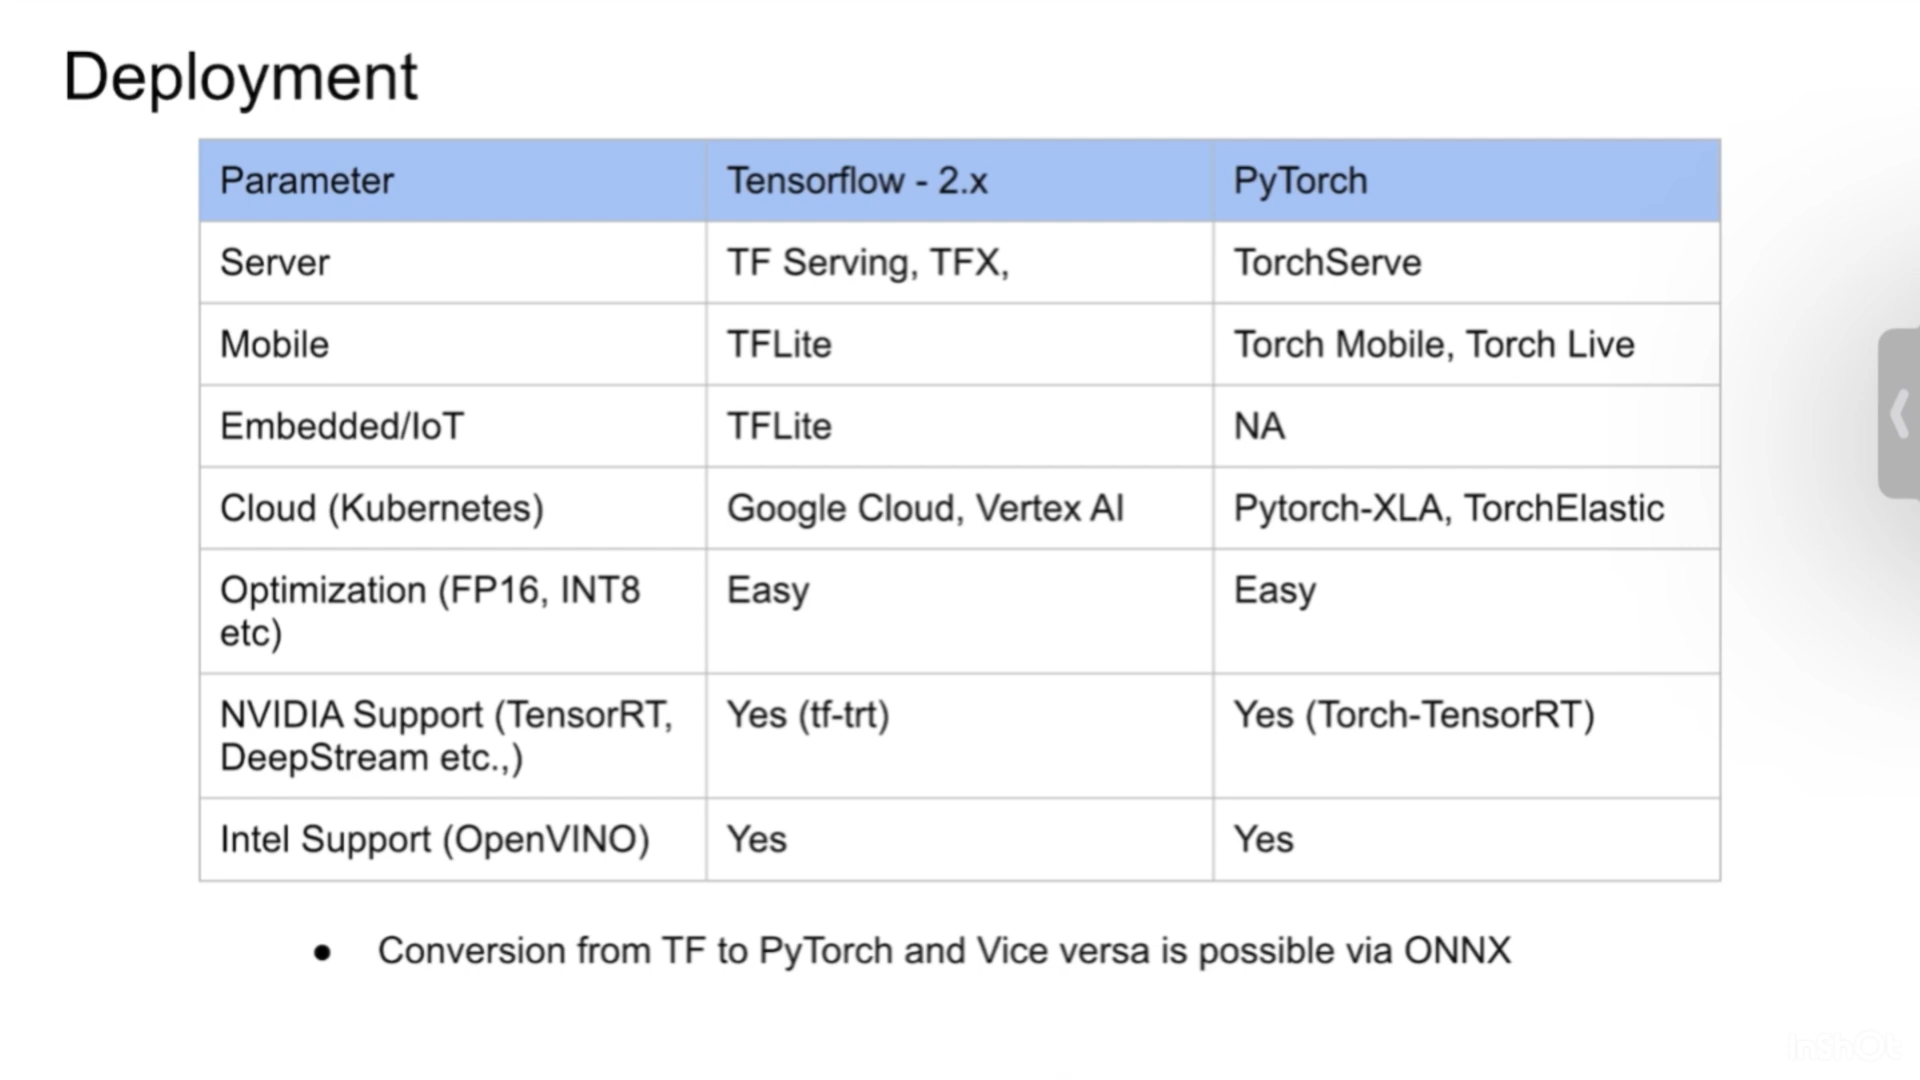 Deployment
Parameter Tensorflow - 2.x PyTorch
Server TF Serving, TFX, TorchServe
Mobile TFLite Torch Mobile, Torch Live
Embedded/IoT TFLite NA
Cloud (Kubernetes) Google Cloud, Vertex AI Pytorch-XLA, TorchElastic
Optimization (FP16, INT8 Easy Easy
etc)
NVIDIA Support (TensorRT, Yes (tf-trt) Yes (Torch-TensorRT)
DeepStream etc.,)
Intel Support (OpenVINO) Yes Yes
● Conversion from TF to PyTorch and Vice versa is possible via ONNX
InShOt